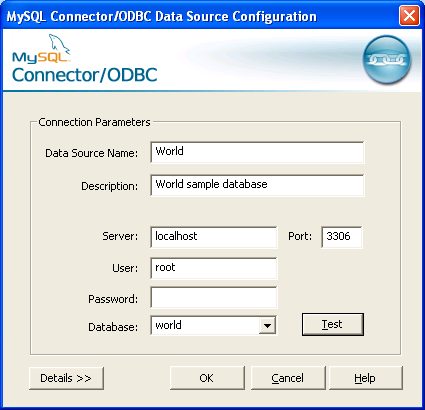 MySQL Connector/ODBC Data Source Configuration
MySQL
Connector/ODBC
Connection Parameters
Data Source Name: World
Description: World sample database
Server: localhost Port: 3306
User: root
Password:
Database: world Test
Details >> OK Cancel Help